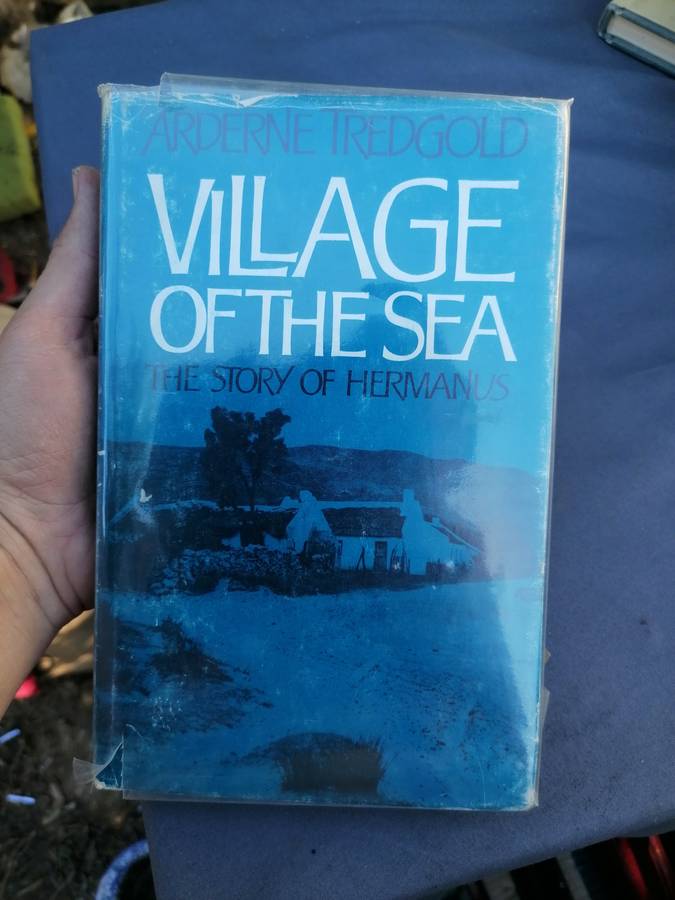 ARDERNE TREDGOLD
VILLAGE
OF THE SEA
THE STORY OF HERMANUS